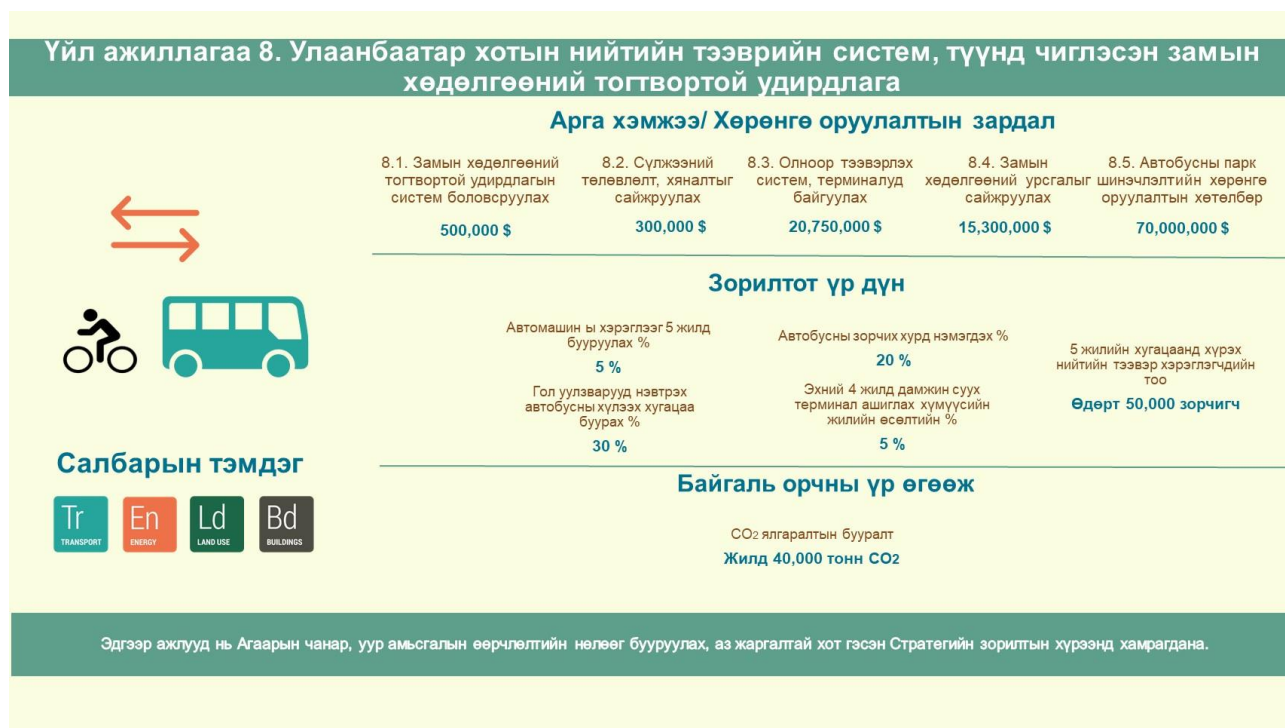 Үйл ажиллагаа 8. Улаанбаатар хотын нийтийн тээврийн систем, түүнд чиглэсэн замын
хөдөлгөөний тогтвортой удирдлага
Арга хэмжээ/ Хөрөнгө оруулалтын зардал
8.1. Замын хөдөлгөөний
тогтвортой удирдлагын
систем боловсруулах
500,000 $
8.2. Сүлжээний
төлөвлөлт, хяналтыг
сайжруулах
300,000 $
8.3. Олноор тээвэрлэх
систем, терминалуд
байгуулах
20,750,000 $
8.4. Замын
хөдөлгөөний урсгалыг
сайжруулах
15,300,000 $
8.5. Автобусны парк
шинэчлэлтийн хөрөнгө
оруулалтын хөтөлбөр
70,000,000 $
Зорилтот үр дүн
Автомашин ы хэрэглээг 5 жилд
бууруулах %
5 %
Гол уулзварууд нэвтрэх
автобусны хүлээх хугацаа
буурах %
30 %
Автобусны зорчих хурд нэмэгдэх %
20 %
Эхний 4 жилд дамжин суух
терминал ашиглах хүмүүсийн
жилийн өсөлтийн %
5 %
5 жилийн хугацаанд хүрэх
нийтийн тээвэр хэрэглэгчдийн
тоо
Өдөрт 50,000 зорчигч
Салбарын тэмдэг
Tr
TRANSPORT
En
ENERGY
Ld
LAND USE
Bd
BUILDINGS
Байгаль орчны үр өгөөж
CO2 ялгаралтын бууралт
Жилд 40,000 тонн CO2
Эдгээр ажлууд нь Агаарын чанар, уур амьсгалын өөрчлөлтийн нөлөөг бууруулах, аз жаргалтай хот гэсэн Стратегийн зорилтын хүрээнд хамрагдана.